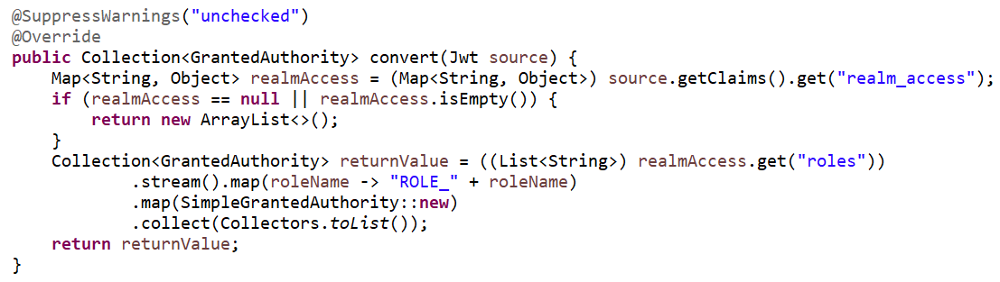 @SuppressWarnings("unchecked")
@Override
public Collection<GrantedAuthority> convert(Jwt source) {
    Map<String, Object> realmAccess = (Map<String, Object>) source.getClaims().get("realm_access");
    if (realmAccess == null || realmAccess.isEmpty()) {
        return new ArrayList<>();
    }
    Collection<GrantedAuthority> returnValue = ((List<String>) realmAccess.get("roles"))
            .stream().map(roleName -> "ROLE_" + roleName)
            .map(SimpleGrantedAuthority::new)
            .collect(Collectors.toList());
    return returnValue;
}